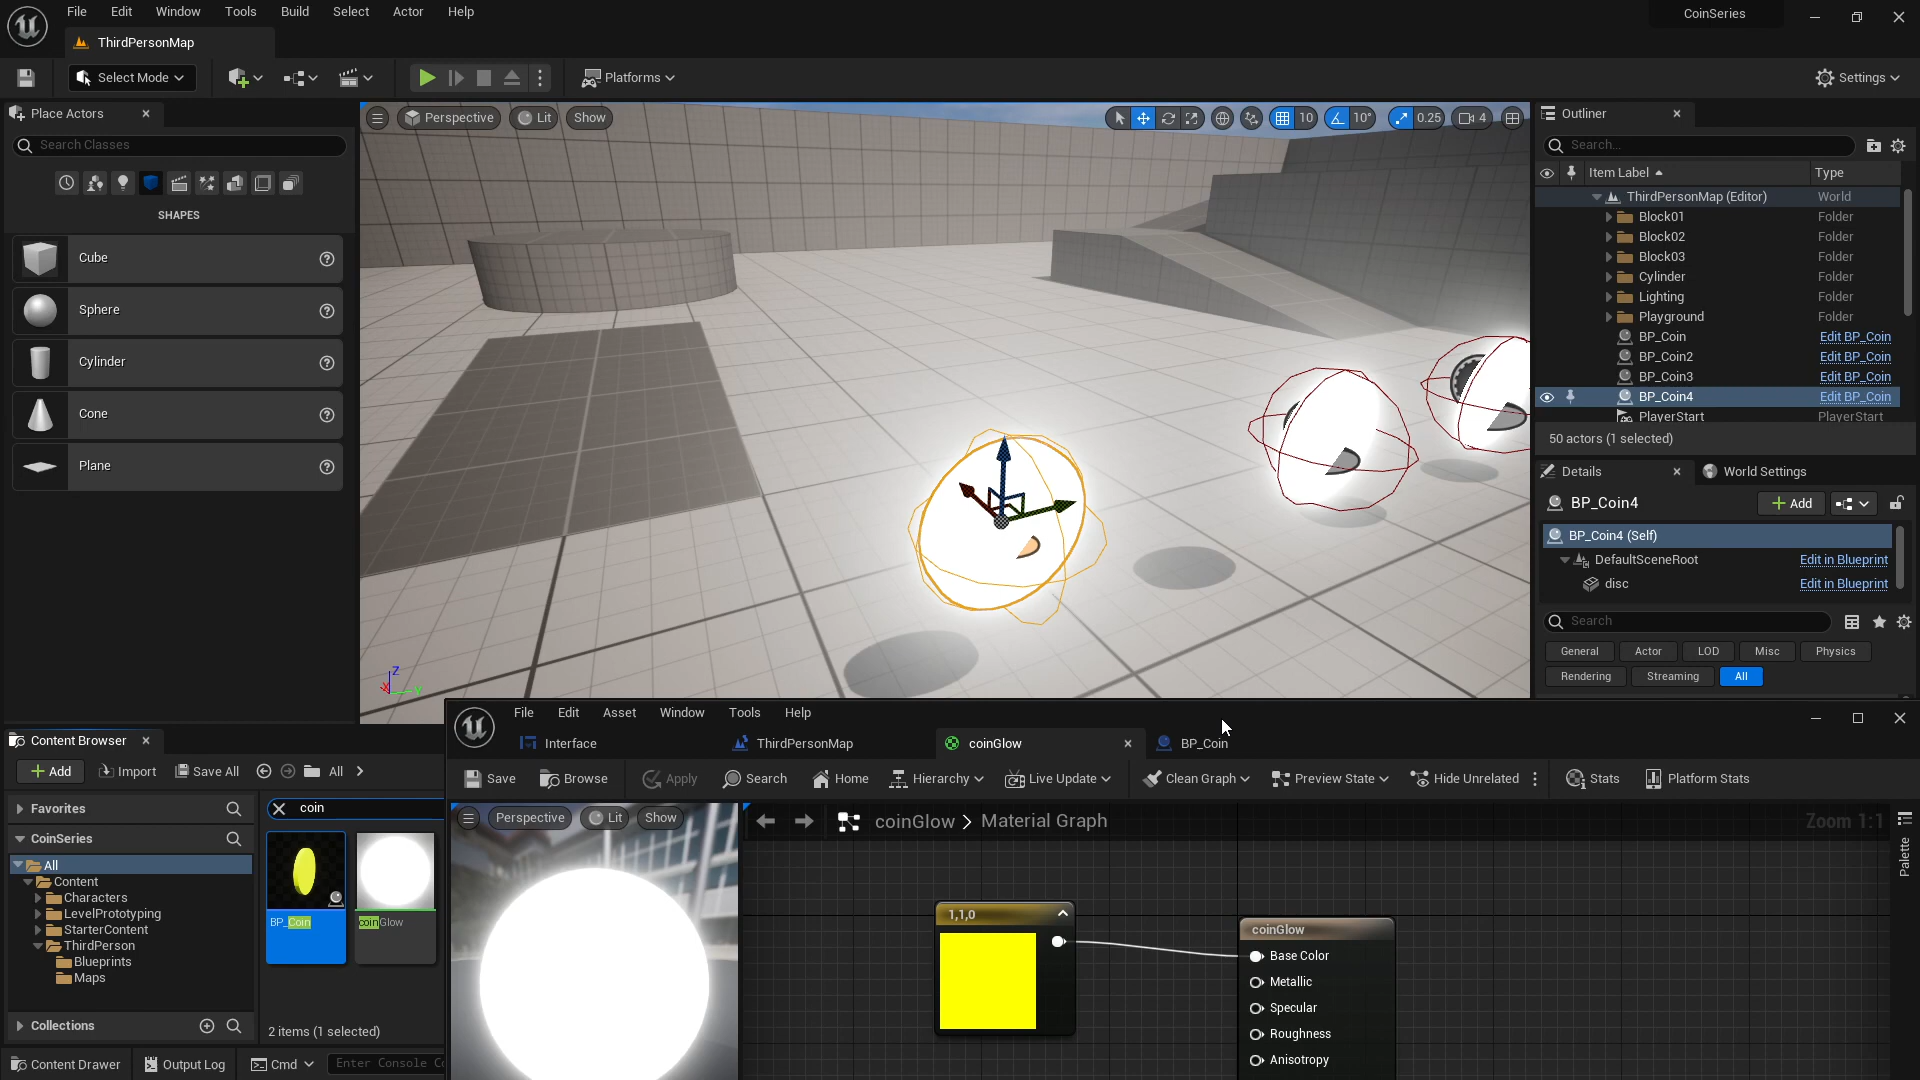 File Edit Window Tools Build Select Actor Help
CoinSeries
ThirdPersonMap
Select Mode
Platforms
Settings
Place Actors
Search Classes
SHAPES
Cube
Sphere
Cylinder
Cone
Plane
Perspective Lit Show
10 10° 0.25 4
Z
X Y
Outliner
Search...
Item Label Type
ThirdPersonMap (Editor) World
Block01 Folder
Block02 Folder
Block03 Folder
Cylinder Folder
Lighting Folder
Playground Folder
BP_Coin Edit BP_Coin
BP_Coin2 Edit BP_Coin
BP_Coin3 Edit BP_Coin
BP_Coin4 Edit BP_Coin
PlayerStart PlayerStart
50 actors (1 selected)
Details World Settings
BP_Coin4 Add
BP_Coin4 (Self)
DefaultSceneRoot Edit in Blueprint
disc Edit in Blueprint
Search
General Actor LOD Misc Physics
Rendering Streaming All
Content Browser
Add Import Save All All
Favorites
CoinSeries
All
Content
Characters
LevelPrototyping
StarterContent
ThirdPerson
Blueprints
Maps
Collections
coin
BP_Coin coinGlow
2 items (1 selected)
Content Drawer Output Log Cmd Enter Console C
File Edit Asset Window Tools Help
Interface ThirdPersonMap coinGlow BP_Coin
Save Browse Apply Search Home Hierarchy Live Update Clean Graph Preview State Hide Unrelated Stats Platform Stats
Perspective Lit Show
coinGlow > Material Graph
Zoom 1:1
Palette
1,1,0
coinGlow
Base Color
Metallic
Specular
Roughness
Anisotropy